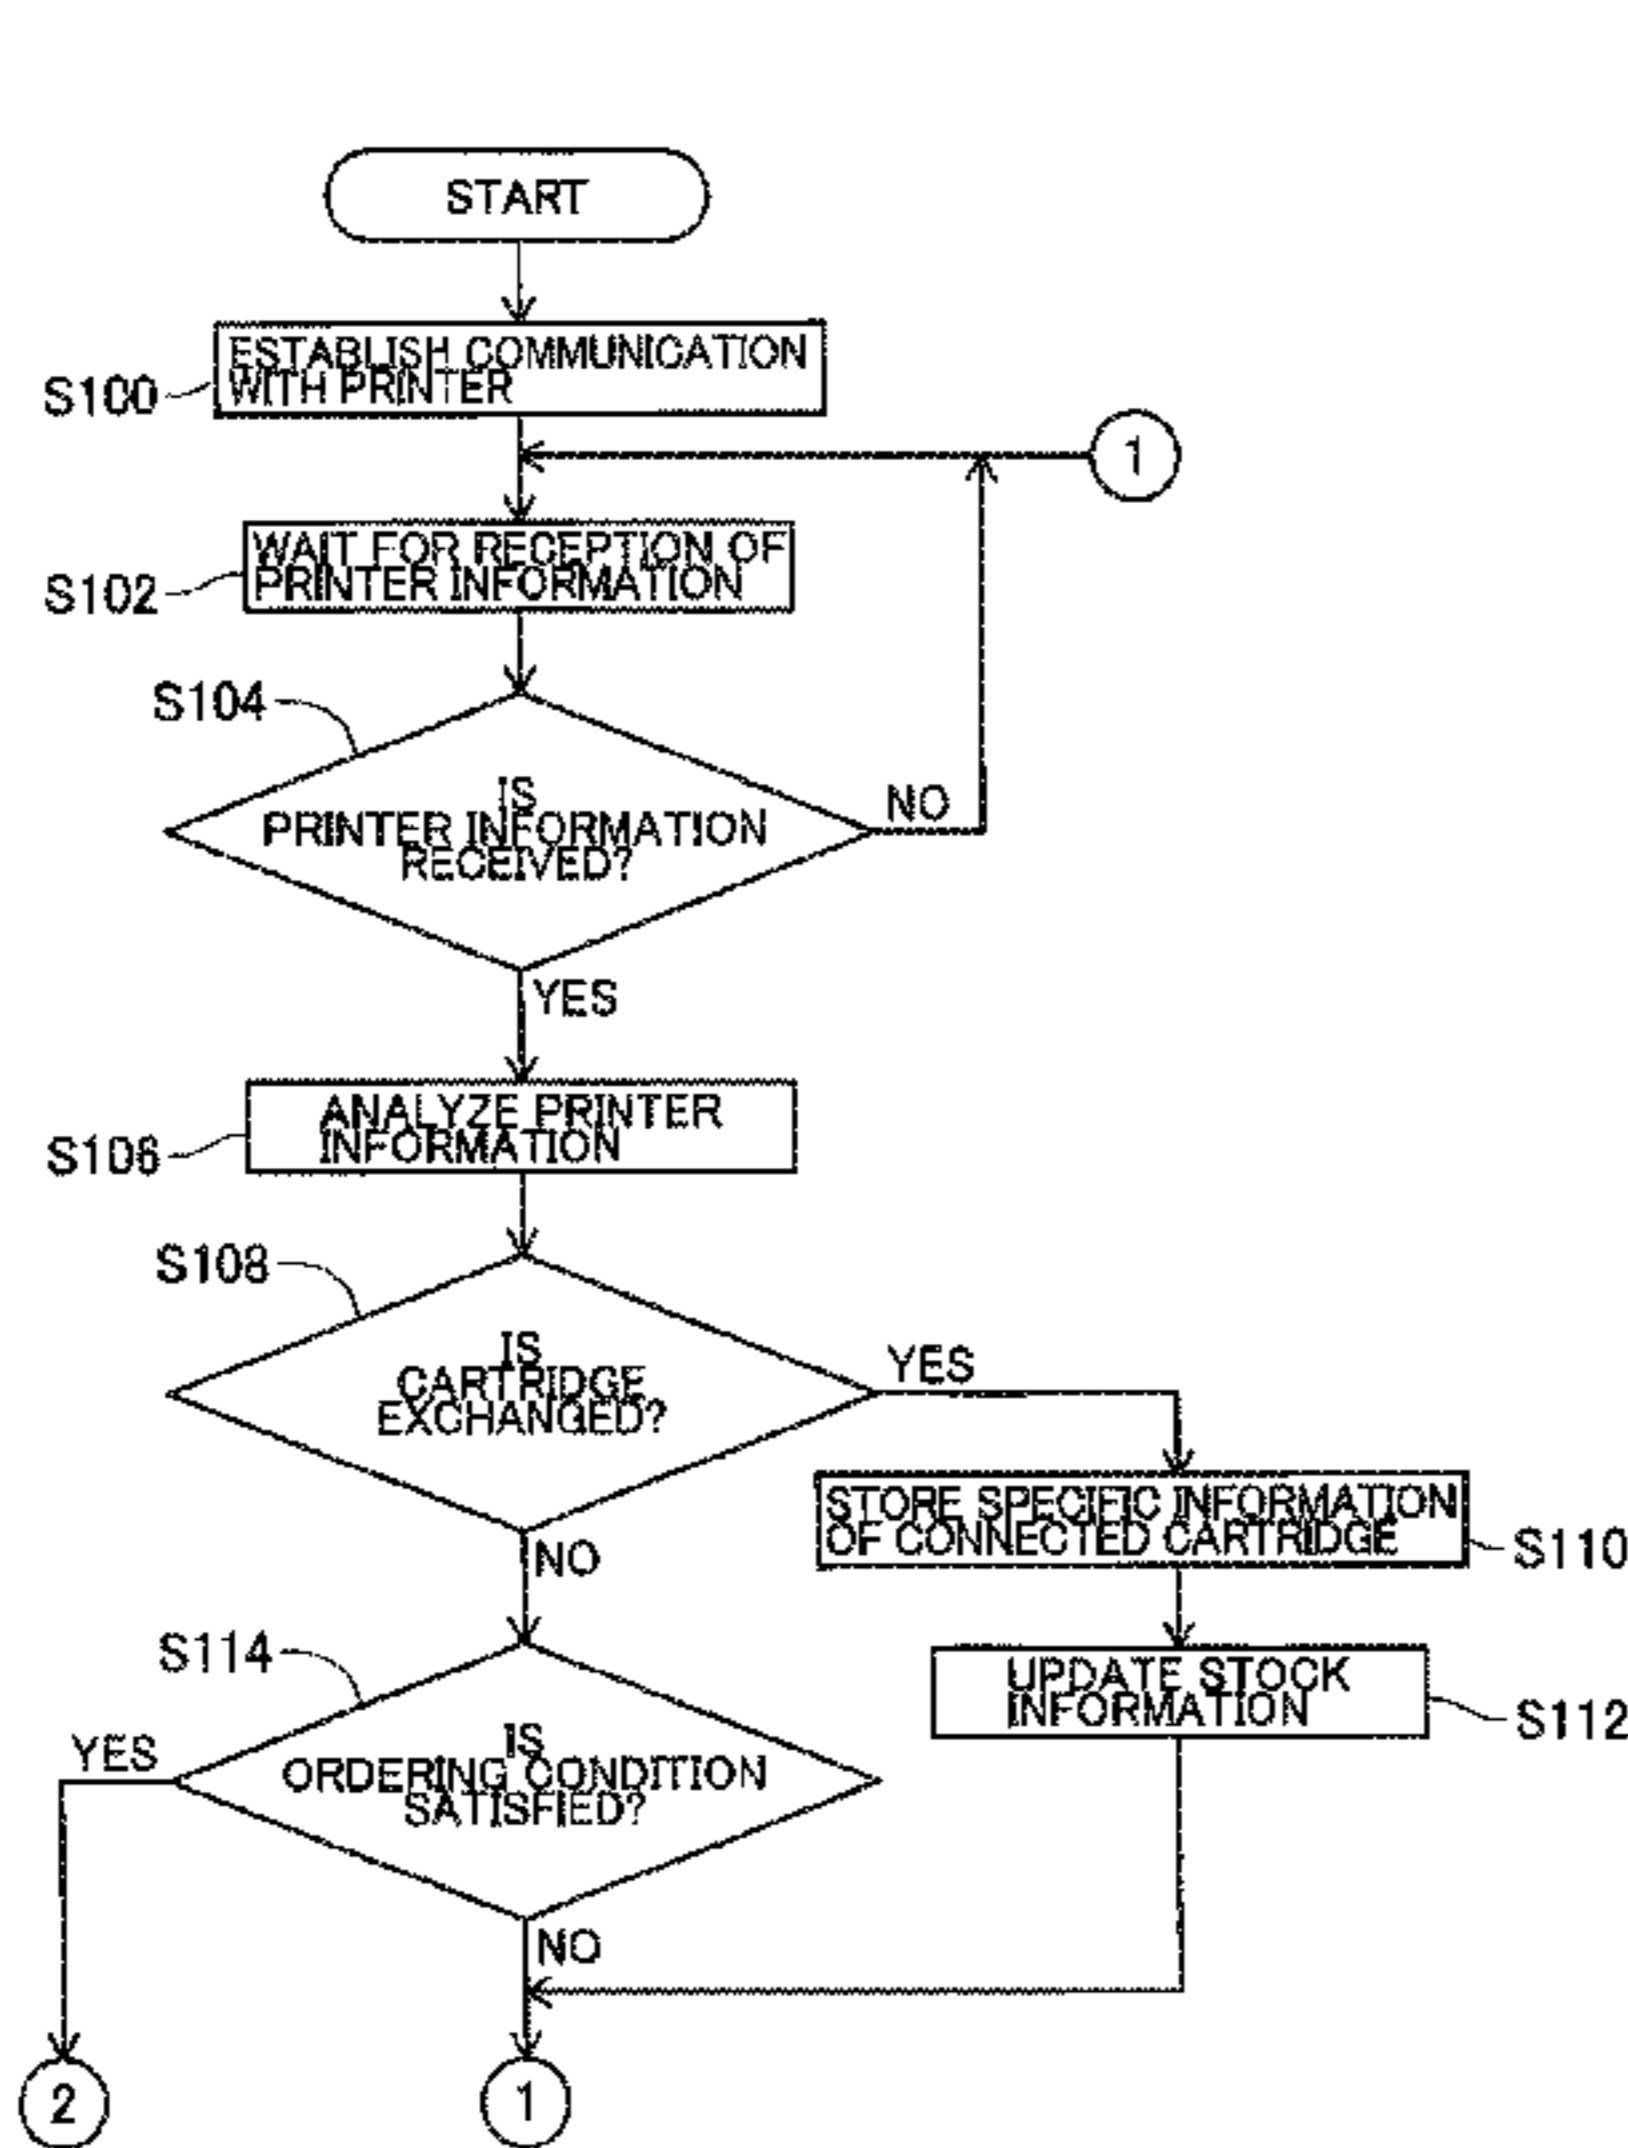 START
ESTABLISH COMMUNICATION
WITH PRINTER
S100
1
WAIT FOR RECEPTION OF
PRINTER INFORMATION
S102
S104
IS
PRINTER INFORMATION
RECEIVED?
NO
YES
ANALYZE PRINTER
INFORMATION
S106
S108
IS
CARTRIDGE
EXCHANGED?
YES
STORE SPECIFIC INFORMATION
OF CONNECTED CARTRIDGE
S110
NO
S114
UPDATE STOCK
INFORMATION
S112
YES
IS
ORDERING CONDITION
SATISFIED?
NO
2
1